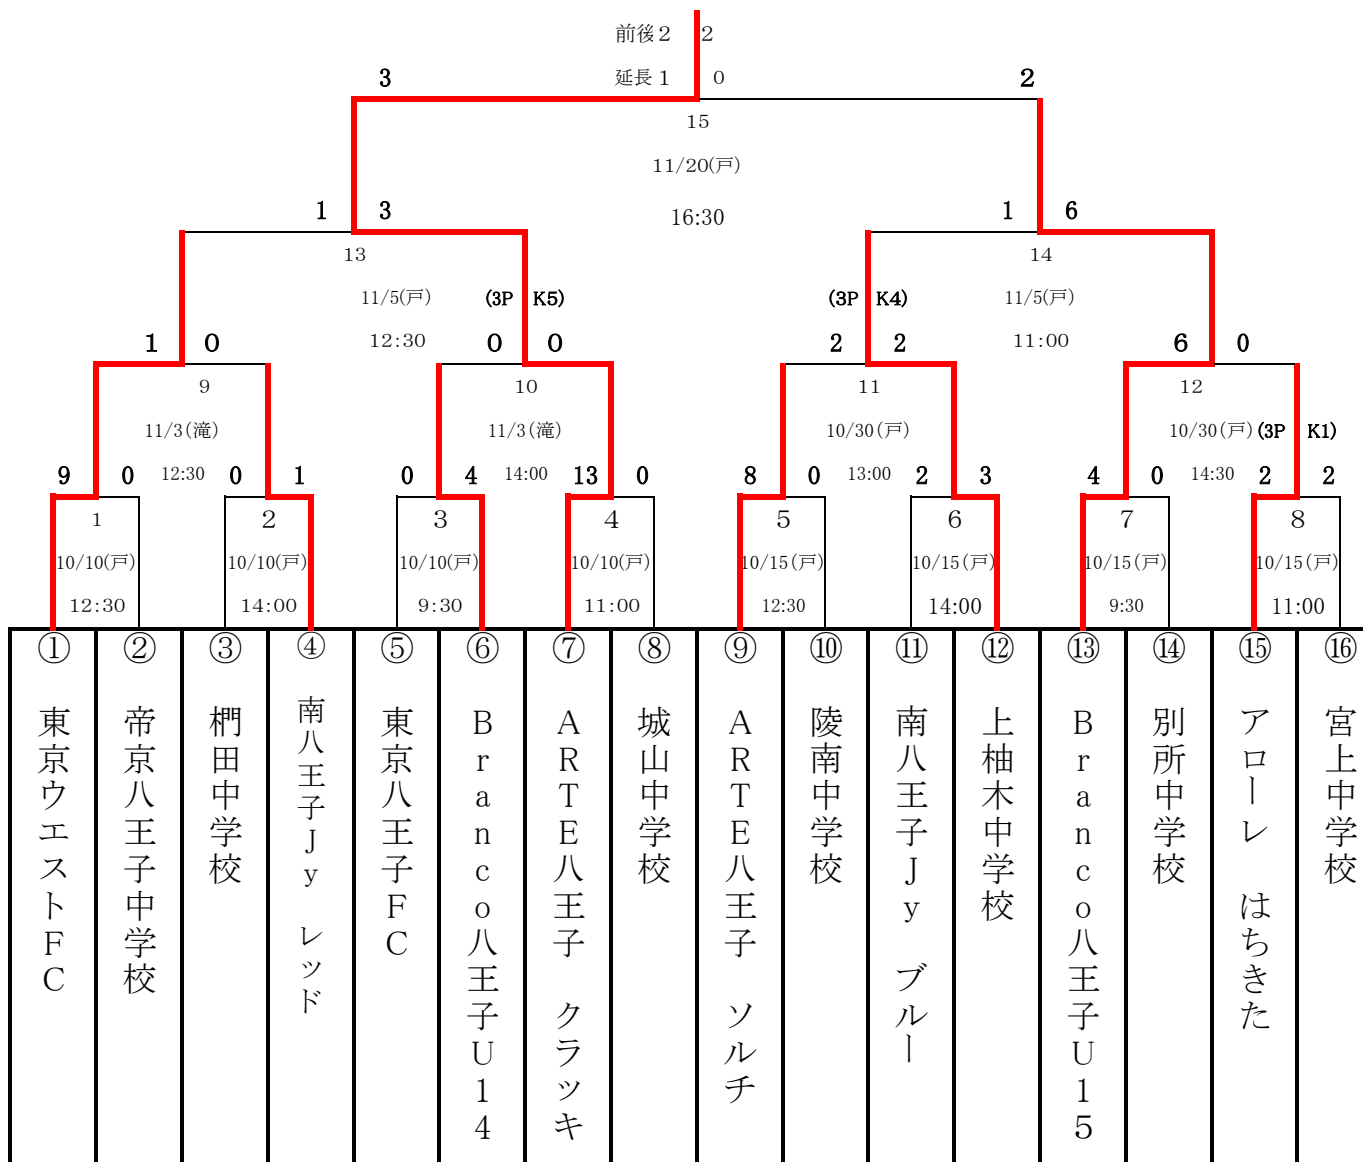 前後２ ２
3 延長１ ０ 2
15
11/20(戸)
16:30
1 3 1 6
13 14
11/5(戸) (3P K5) (3P K4) 11/5(戸)
12:30 11:00
1 0 0 0 2 2 6 0
9 10 11 12
11/3(滝) 11/3(滝) 10/30(戸) 10/30(戸) (3P K1)
12:30 14:00 13:00 14:30
9 0 0 1 0 4 13 0 8 0 2 3 4 0 2 2
1 2 3 4 5 6 7 8
10/10(戸) 10/10(戸) 10/10(戸) 10/10(戸) 10/15(戸) 10/15(戸) 10/15(戸) 10/15(戸)
12:30 14:00 9:30 11:00 12:30 14:00 9:30 11:00
① ② ③ ④ ⑤ ⑥ ⑦ ⑧ ⑨ ⑩ ⑪ ⑫ ⑬ ⑭ ⑮ ⑯
東京ウエストＦＣ
帝京八王子中学校
椚田中学校
南八王子Ｊｙ レッド
東京八王子ＦＣ
Ｂｒａｎｃｏ八王子Ｕ１４
ＡＲＴＥ八王子 クラッキ
城山中学校
ＡＲＴＥ八王子 ソルチ
陵南中学校
南八王子Ｊｙ ブルー
上柚木中学校
Ｂｒａｎｃｏ八王子Ｕ１５
別所中学校
アローレ はちきた
宮上中学校